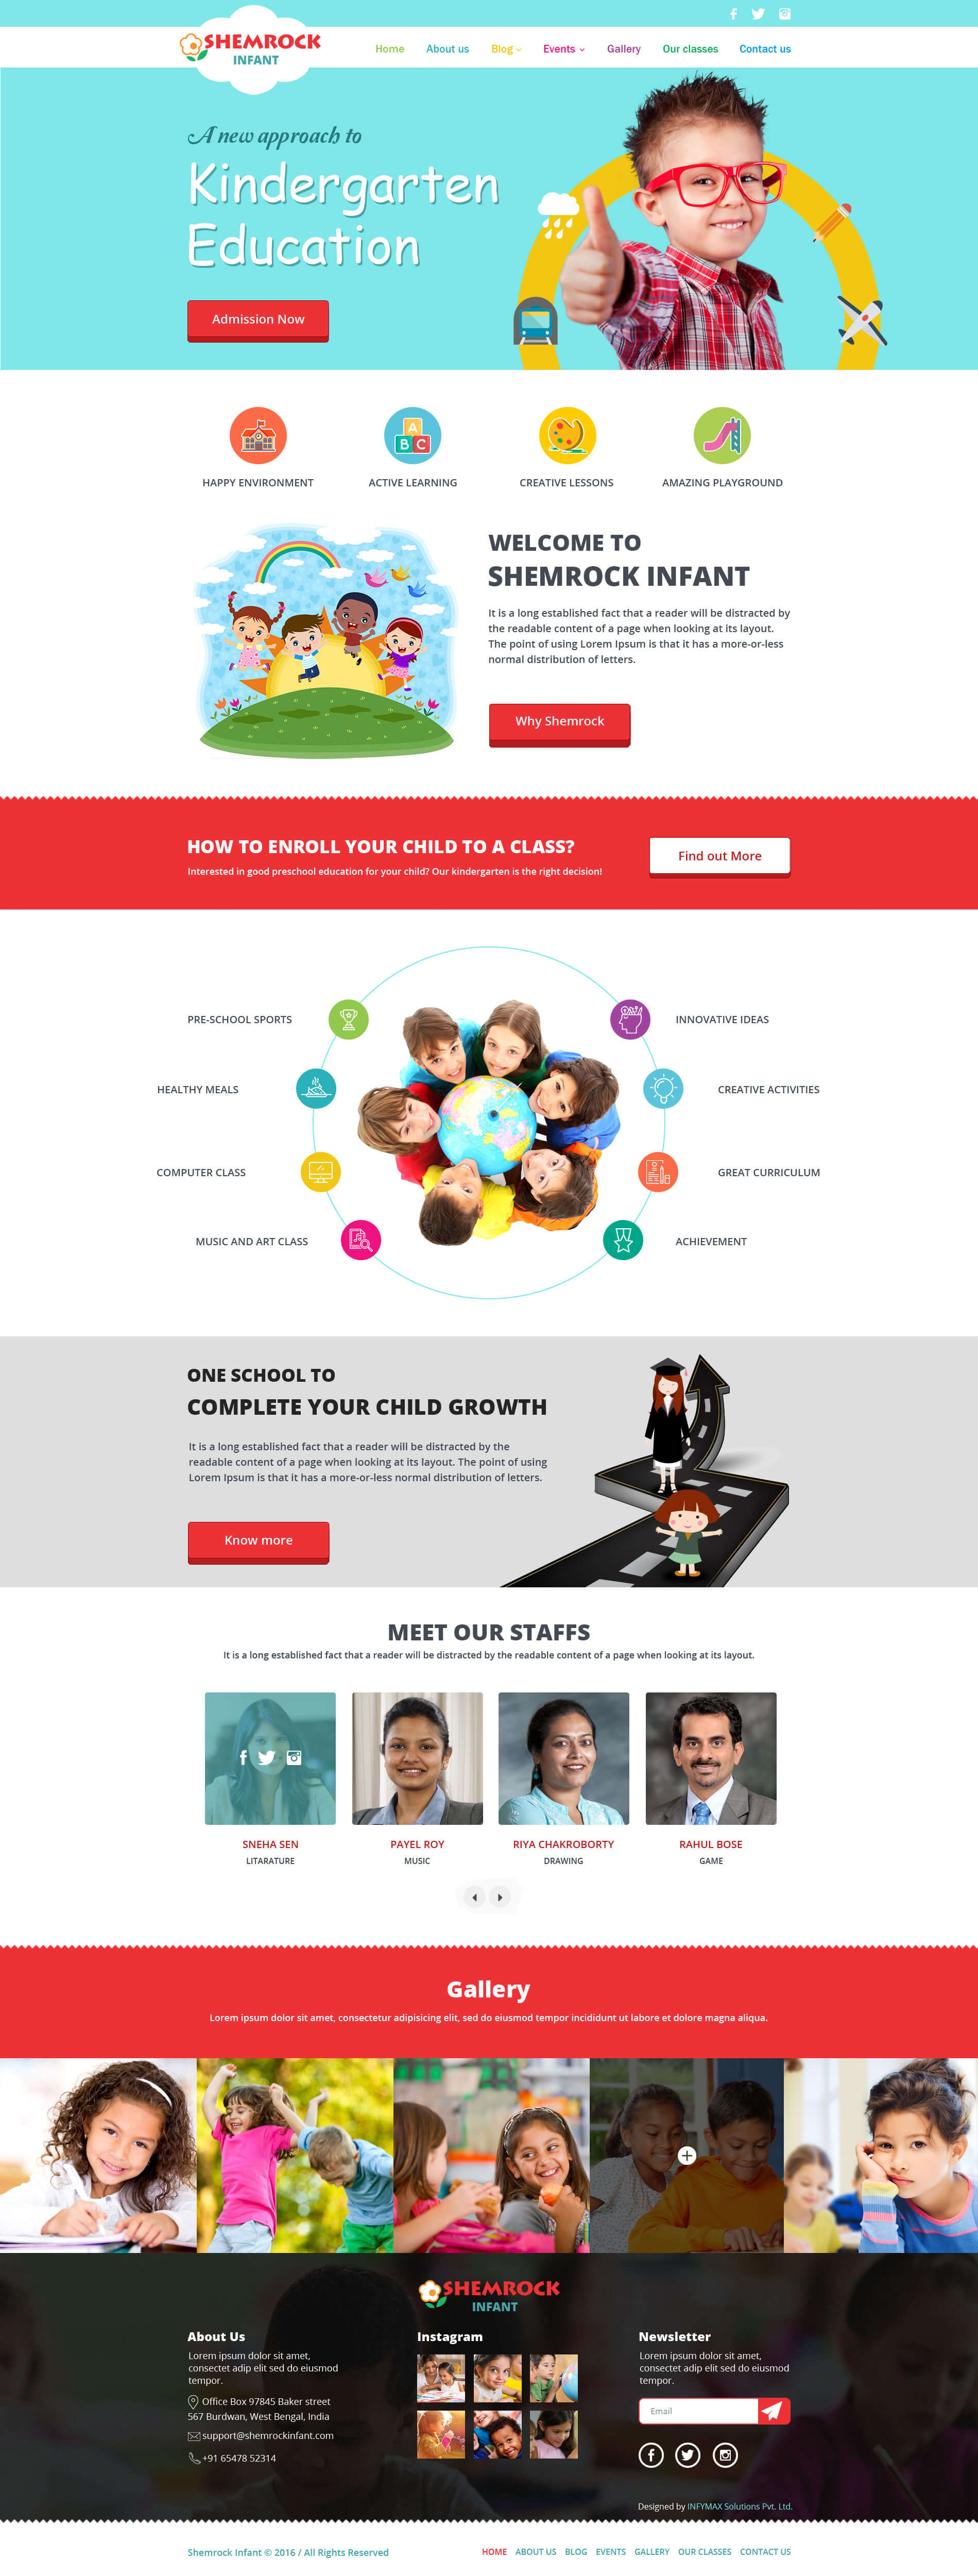 SHEMROCK
INFANT
Home About us Blog Events Gallery Our classes Contact us
A new approach to
Kindergarten
Education
Admission Now
HAPPY ENVIRONMENT ACTIVE LEARNING CREATIVE LESSONS AMAZING PLAYGROUND
A
B C
WELCOME TO
SHEMROCK INFANT
It is a long established fact that a reader will be distracted by
the readable content of a page when looking at its layout.
The point of using Lorem Ipsum is that it has a more-or-less
normal distribution of letters.
Why Shemrock
HOW TO ENROLL YOUR CHILD TO A CLASS?
Interested in good preschool education for your child? Our kindergarten is the right decision!
Find out More
PRE-SCHOOL SPORTS INNOVATIVE IDEAS
HEALTHY MEALS CREATIVE ACTIVITIES
COMPUTER CLASS GREAT CURRICULUM
MUSIC AND ART CLASS ACHIEVEMENT
ONE SCHOOL TO
COMPLETE YOUR CHILD GROWTH
It is a long established fact that a reader will be distracted by the
readable content of a page when looking at its layout. The point of using
Lorem Ipsum is that it has a more-or-less normal distribution of letters.
Know more
MEET OUR STAFFS
It is a long established fact that a reader will be distracted by the readable content of a page when looking at its layout.
SNEHA SEN PAYEL ROY RIYA CHAKROBORTY RAHUL BOSE
LITARATURE MUSIC DRAWING GAME
Gallery
Lorem ipsum dolor sit amet, consectetur adipisicing elit, sed do eiusmod tempor incididunt ut labore et dolore magna aliqua.
SHEMROCK
INFANT
About Us
Lorem ipsum dolor sit amet,
consectet adip elit sed do eiusmod
tempor.
Office Box 97845 Baker street
567 Burdwan, West Bengal, India
support@shemrockinfant.com
+91 65478 52314
Instagram
Newsletter
Lorem ipsum dolor sit amet,
consectet adip elit sed do eiusmod
tempor.
Email
Designed by INFYMAX Solutions Pvt. Ltd.
Shemrock Infant © 2016 / All Rights Reserved
HOME ABOUT US BLOG EVENTS GALLERY OUR CLASSES CONTACT US